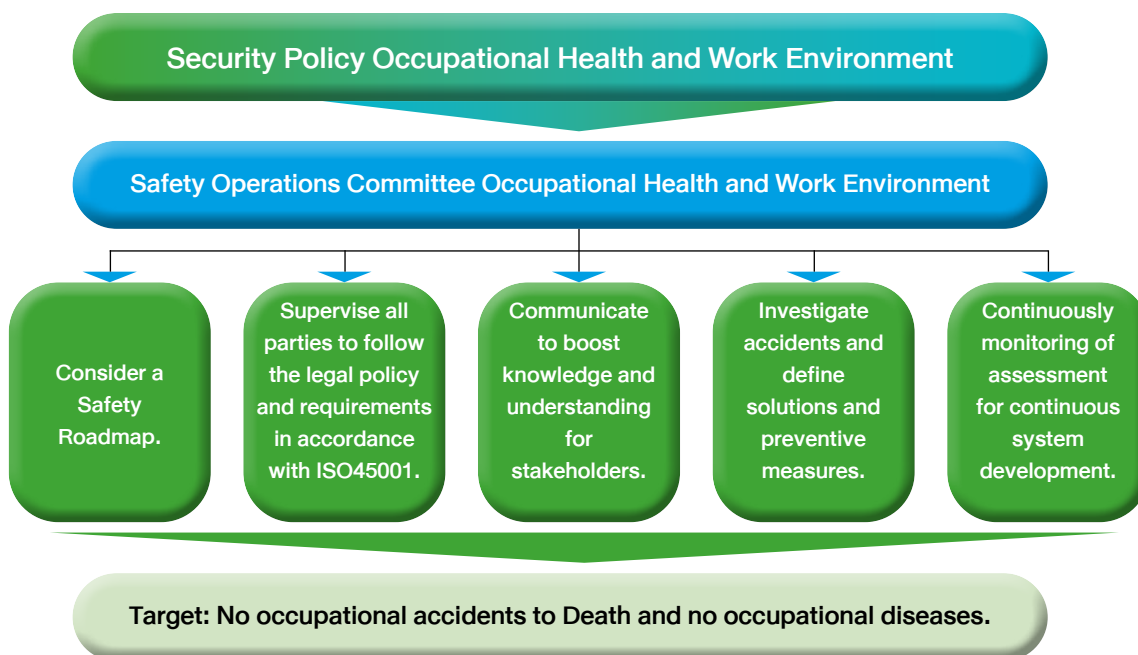 Security Policy Occupational Health and Work Environment
Safety Operations Committee Occupational Health and Work Environment
Consider a
Safety
Roadmap.
Supervise all
parties to follow
the legal policy
and requirements
in accordance
with ISO45001.
Communicate
to boost
knowledge and
understanding
for
stakeholders.
Investigate
accidents and
define
solutions and
preventive
measures.
Continuously
monitoring of
assessment
for continuous
system
development.
Target: No occupational accidents to Death and no occupational diseases.